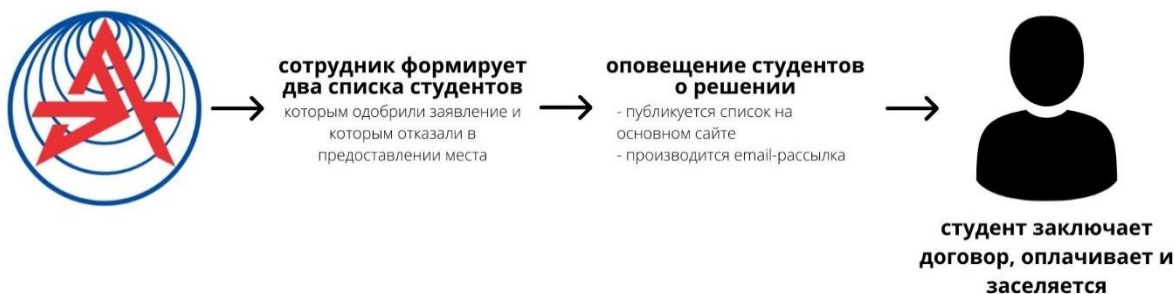 сотрудник формирует
два списка студентов
которым одобрили заявление и
которым отказали в
предоставлении места
оповещение студентов
о решении
- публикуется список на
основном сайте
- производится email-рассылка
студент заключает
договор, оплачивает и
заселяется